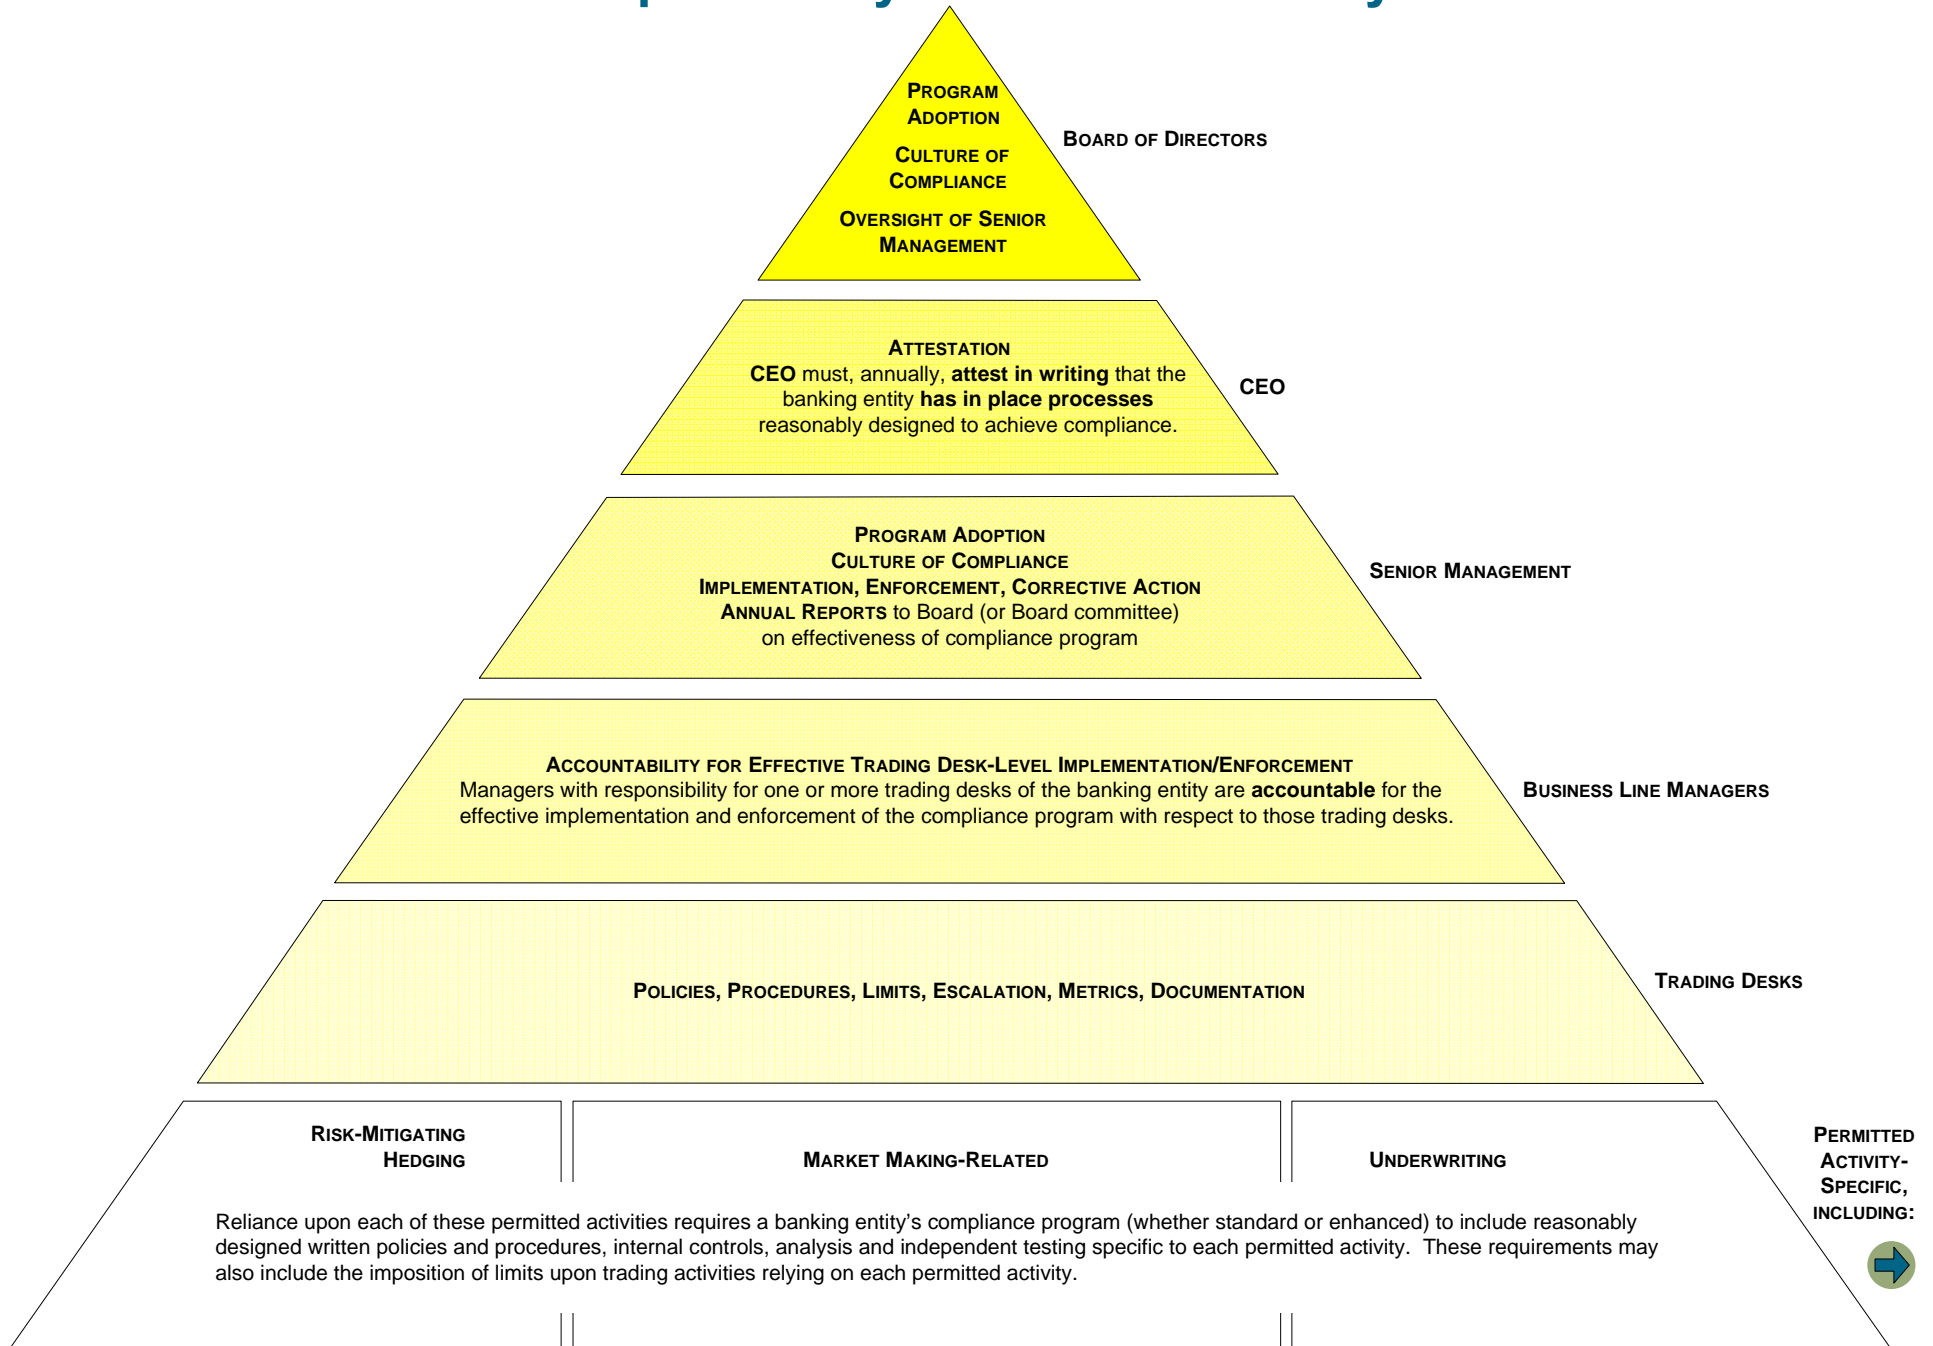 PROGRAM
ADOPTION
CULTURE OF
COMPLIANCE
OVERSIGHT OF SENIOR
MANAGEMENT
BOARD OF DIRECTORS
ATTESTATION
CEO must, annually, attest in writing that the
banking entity has in place processes
reasonably designed to achieve compliance.
CEO
PROGRAM ADOPTION
CULTURE OF COMPLIANCE
IMPLEMENTATION, ENFORCEMENT, CORRECTIVE ACTION
ANNUAL REPORTS to Board (or Board committee)
on effectiveness of compliance program
SENIOR MANAGEMENT
ACCOUNTABILITY FOR EFFECTIVE TRADING DESK-LEVEL IMPLEMENTATION/ENFORCEMENT
Managers with responsibility for one or more trading desks of the banking entity are accountable for the
effective implementation and enforcement of the compliance program with respect to those trading desks.
BUSINESS LINE MANAGERS
POLICIES, PROCEDURES, LIMITS, ESCALATION, METRICS, DOCUMENTATION
TRADING DESKS
RISK-MITIGATING
HEDGING
MARKET MAKING-RELATED
UNDERWRITING
PERMITTED
ACTIVITY-
SPECIFIC,
INCLUDING:
Reliance upon each of these permitted activities requires a banking entity's compliance program (whether standard or enhanced) to include reasonably
designed written policies and procedures, internal controls, analysis and independent testing specific to each permitted activity.  These requirements may
also include the imposition of limits upon trading activities relying on each permitted activity.